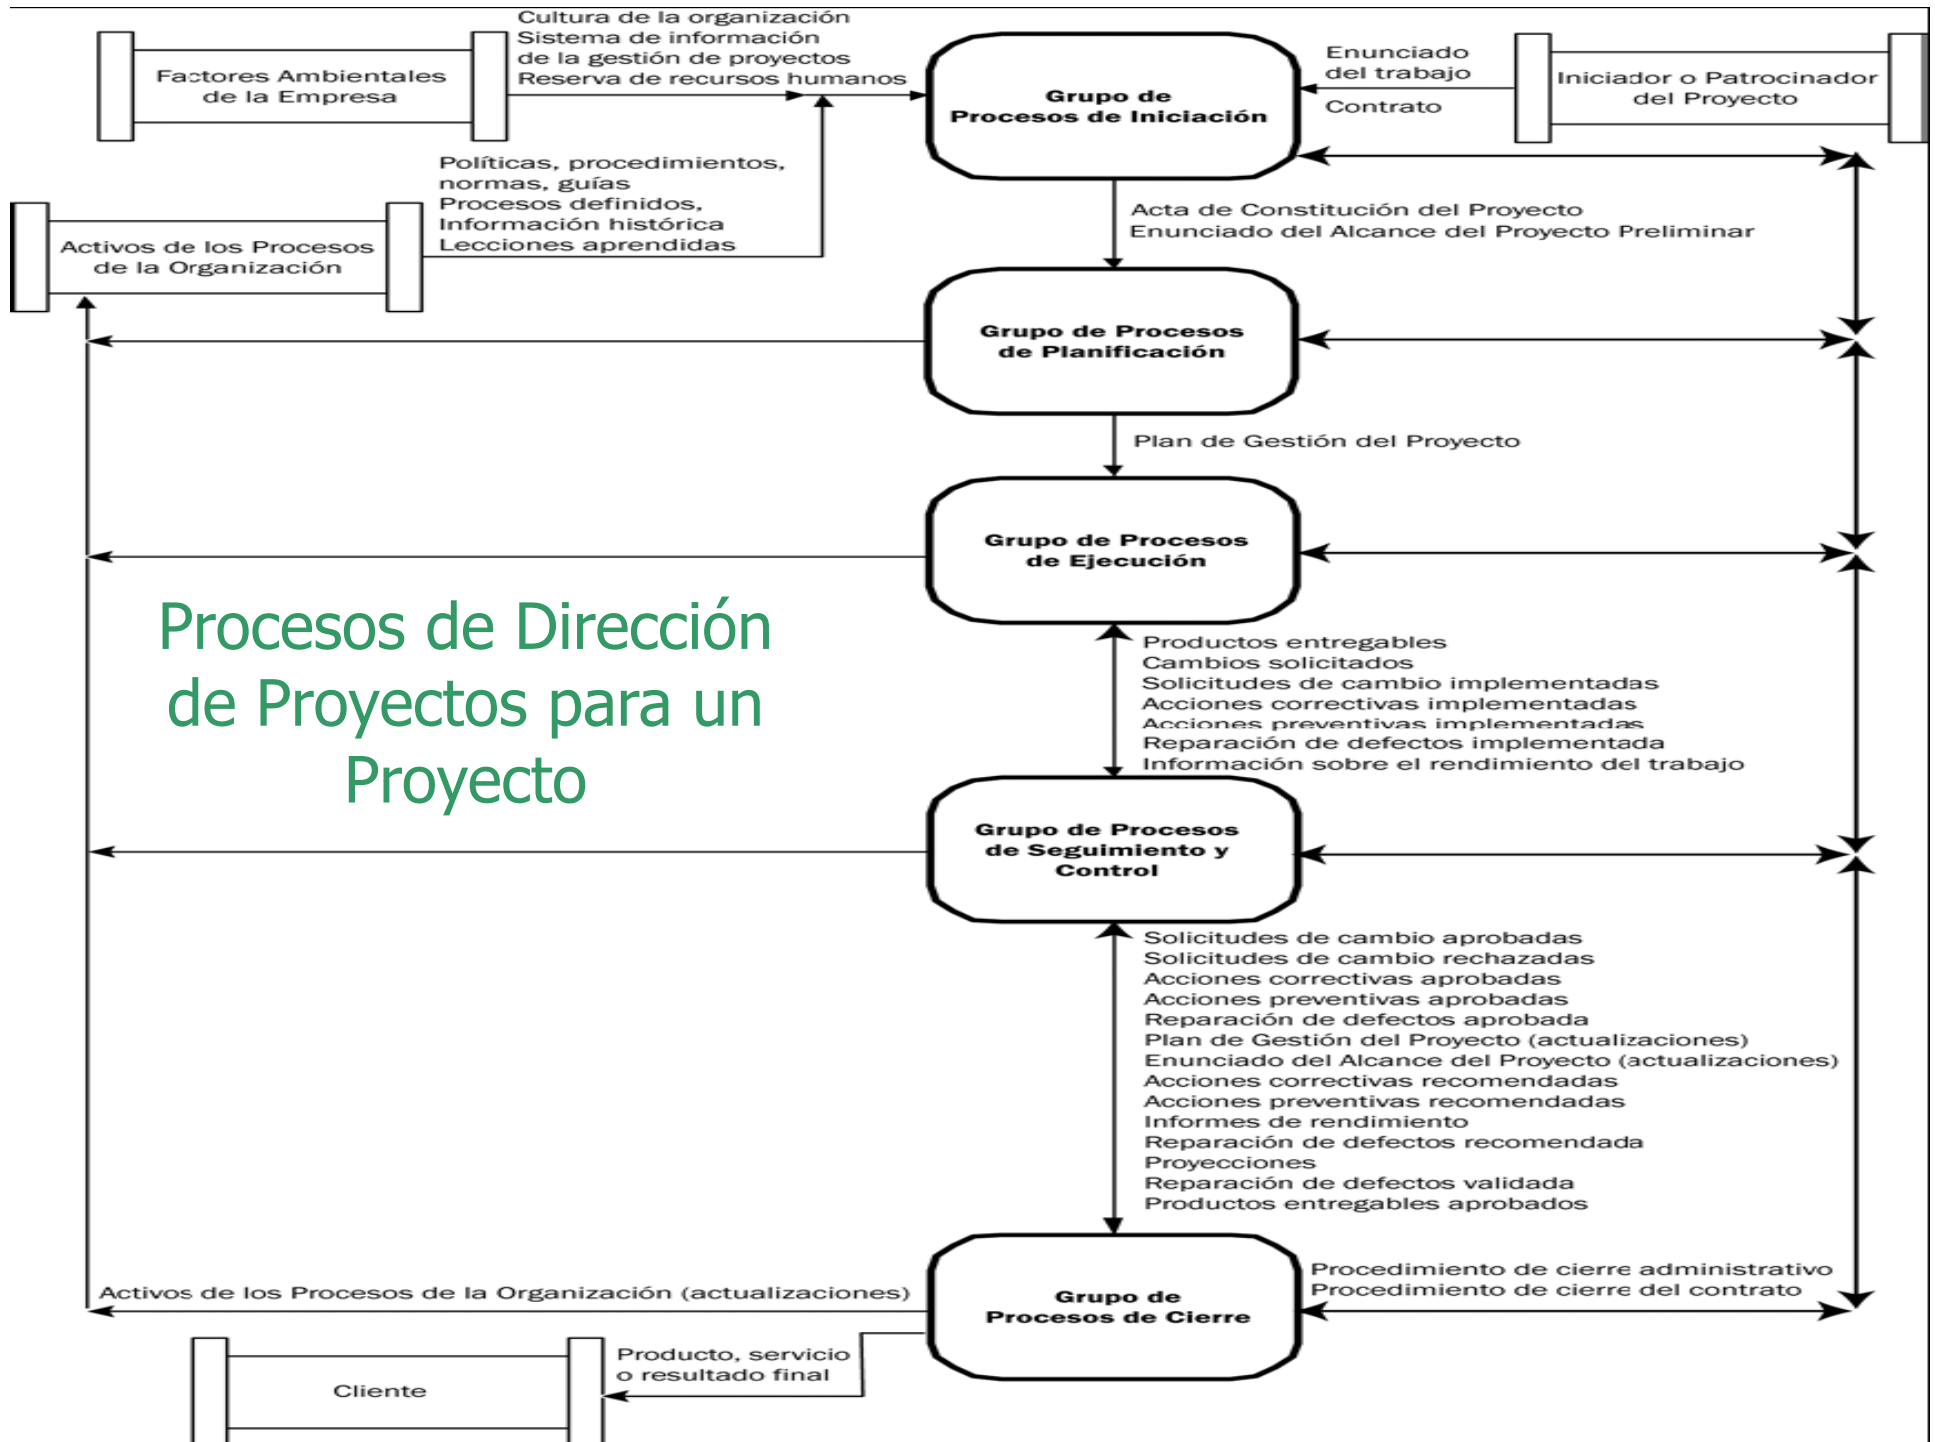 Cultura de la organización
Sistema de información
de la gestión de proyectos
Reserva de recursos humanos
Factores Ambientales
de la Empresa
Grupo de
Procesos de Iniciación
Enunciado
del trabajo
Contrato
Iniciador o Patrocinador
del Proyecto
Políticas, procedimientos,
normas, guías
Procesos definidos,
Información histórica
Lecciones aprendidas
Activos de los Procesos
de la Organización
Acta de Constitución del Proyecto
Enunciado del Alcance del Proyecto Preliminar
Grupo de Procesos
de Planificación
Plan de Gestión del Proyecto
Grupo de Procesos
de Ejecución
Procesos de Dirección
de Proyectos para un
Proyecto
Productos entregables
Cambios solicitados
Solicitudes de cambio implementadas
Acciones correctivas implementadas
Acciones preventivas implementadas
Reparación de defectos implementada
Información sobre el rendimiento del trabajo
Grupo de Procesos
de Seguimiento y
Control
Solicitudes de cambio aprobadas
Solicitudes de cambio rechazadas
Acciones correctivas aprobadas
Acciones preventivas aprobadas
Reparación de defectos aprobada
Plan de Gestión del Proyecto (actualizaciones)
Enunciado del Alcance del Proyecto (actualizaciones)
Acciones correctivas recomendadas
Acciones preventivas recomendadas
Informes de rendimiento
Reparación de defectos recomendada
Proyecciones
Reparación de defectos validada
Productos entregables aprobados
Activos de los Procesos de la Organización (actualizaciones)
Grupo de
Procesos de Cierre
Procedimiento de cierre administrativo
Procedimiento de cierre del contrato
Producto, servicio
o resultado final
Cliente